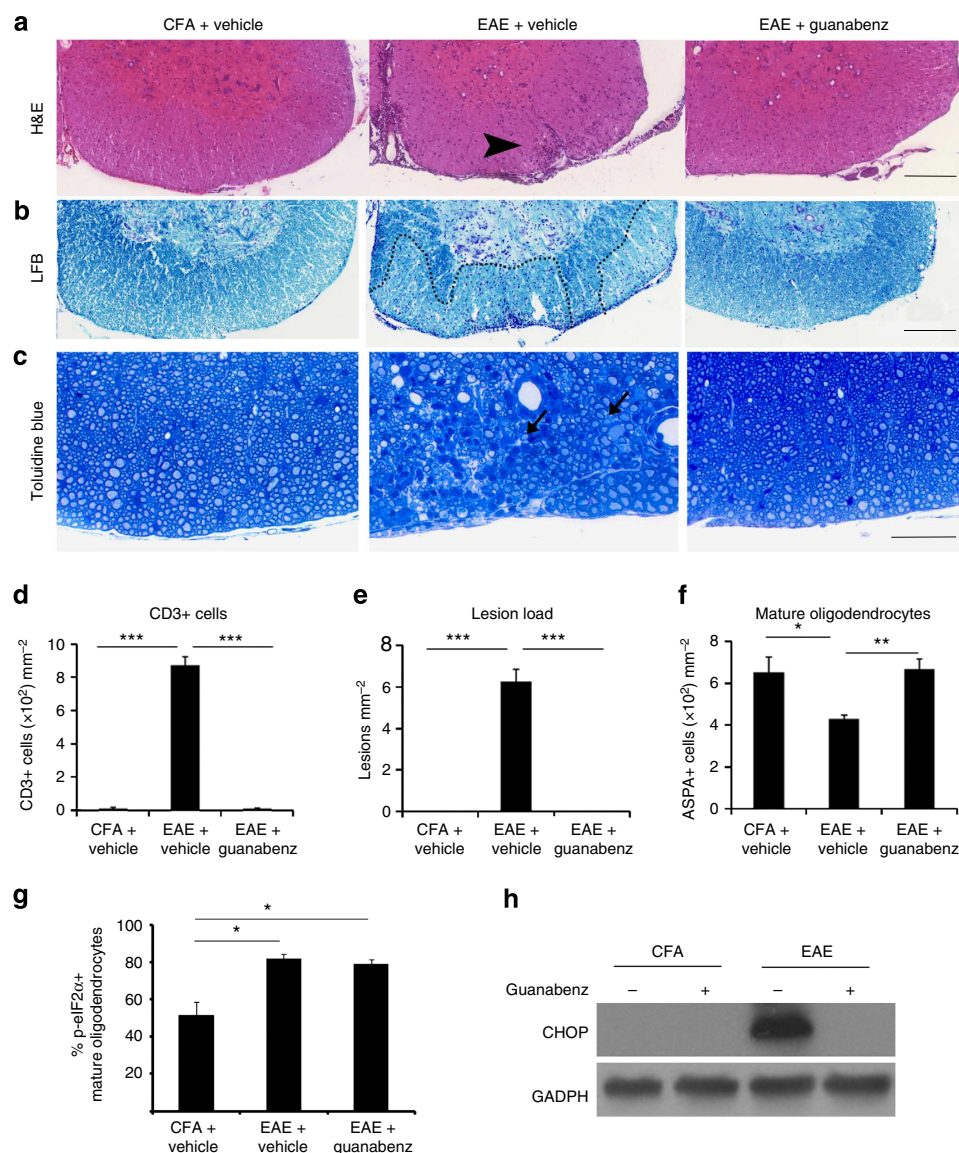 a
CFA + vehicle
EAE + vehicle
EAE + guanabenz
H&E
b
LFB
c
Toluidine blue
d
CD3+ cells
***
***
CD3+ cells (×10²) mm⁻²
10
8
6
4
2
0
CFA +
vehicle
EAE +
vehicle
EAE +
guanabenz
e
Lesion load
***
***
Lesions mm⁻²
8
6
4
2
0
CFA +
vehicle
EAE +
vehicle
EAE +
guanabenz
f
Mature oligodendrocytes
*
**
ASPA+ cells (×10²) mm⁻²
8
6
4
2
0
CFA +
vehicle
EAE +
vehicle
EAE +
guanabenz
g
*
*
% p-eIF2α+
mature oligodendrocytes
100
80
60
40
20
CFA +
vehicle
EAE +
vehicle
EAE +
guanabenz
h
CFA
EAE
Guanabenz
–
+
–
+
CHOP
GADPH